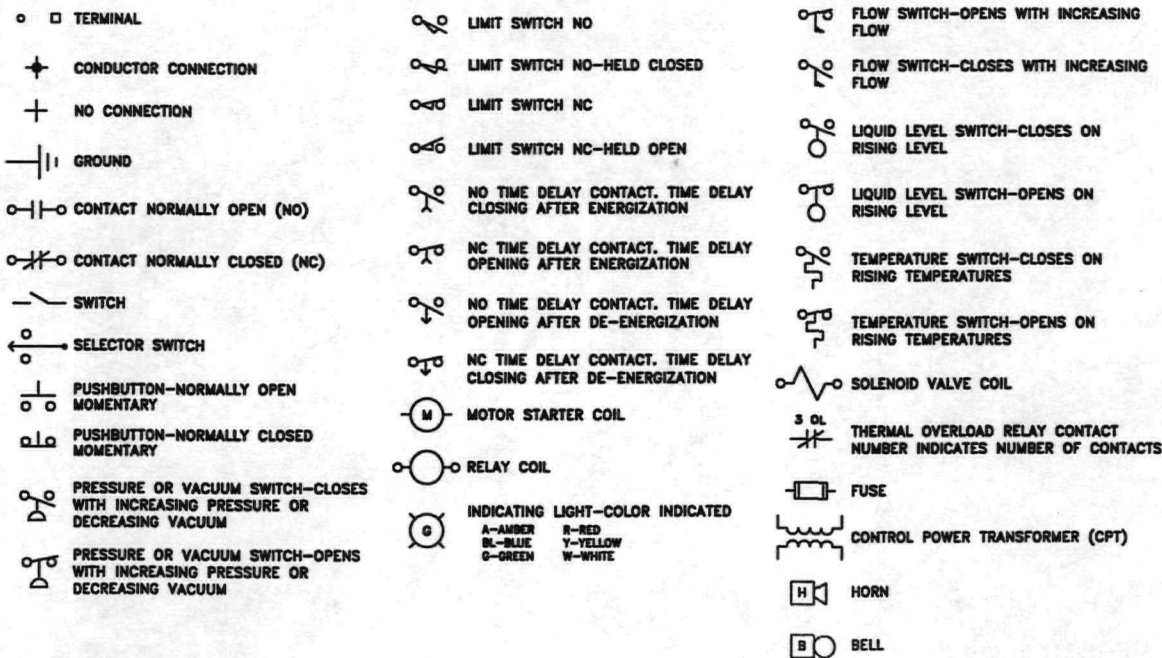 TERMINAL
CONDUCTOR CONNECTION
NO CONNECTION
GROUND
CONTACT NORMALLY OPEN (NO)
CONTACT NORMALLY CLOSED (NC)
SWITCH
SELECTOR SWITCH
PUSHBUTTON-NORMALLY OPEN
MOMENTARY
PUSHBUTTON-NORMALLY CLOSED
MOMENTARY
PRESSURE OR VACUUM SWITCH-CLOSES
WITH INCREASING PRESSURE OR
DECREASING VACUUM
PRESSURE OR VACUUM SWITCH-OPENS
WITH INCREASING PRESSURE OR
DECREASING VACUUM
LIMIT SWITCH NO
LIMIT SWITCH NO-HELD CLOSED
LIMIT SWITCH NC
LIMIT SWITCH NC-HELD OPEN
NO TIME DELAY CONTACT. TIME DELAY
CLOSING AFTER ENERGIZATION
NC TIME DELAY CONTACT. TIME DELAY
OPENING AFTER ENERGIZATION
NO TIME DELAY CONTACT. TIME DELAY
OPENING AFTER DE-ENERGIZATION
NC TIME DELAY CONTACT. TIME DELAY
CLOSING AFTER DE-ENERGIZATION
M MOTOR STARTER COIL
RELAY COIL
INDICATING LIGHT-COLOR INDICATED
G
A-AMBER R-RED
BL-BLUE Y-YELLOW
G-GREEN W-WHITE
FLOW SWITCH-OPENS WITH INCREASING
FLOW
FLOW SWITCH-CLOSES WITH INCREASING
FLOW
LIQUID LEVEL SWITCH-CLOSES ON
RISING LEVEL
LIQUID LEVEL SWITCH-OPENS ON
RISING LEVEL
TEMPERATURE SWITCH-CLOSES ON
RISING TEMPERATURES
TEMPERATURE SWITCH-OPENS ON
RISING TEMPERATURES
SOLENOID VALVE COIL
3 OL
THERMAL OVERLOAD RELAY CONTACT
NUMBER INDICATES NUMBER OF CONTACTS
FUSE
CONTROL POWER TRANSFORMER (CPT)
H HORN
B BELL